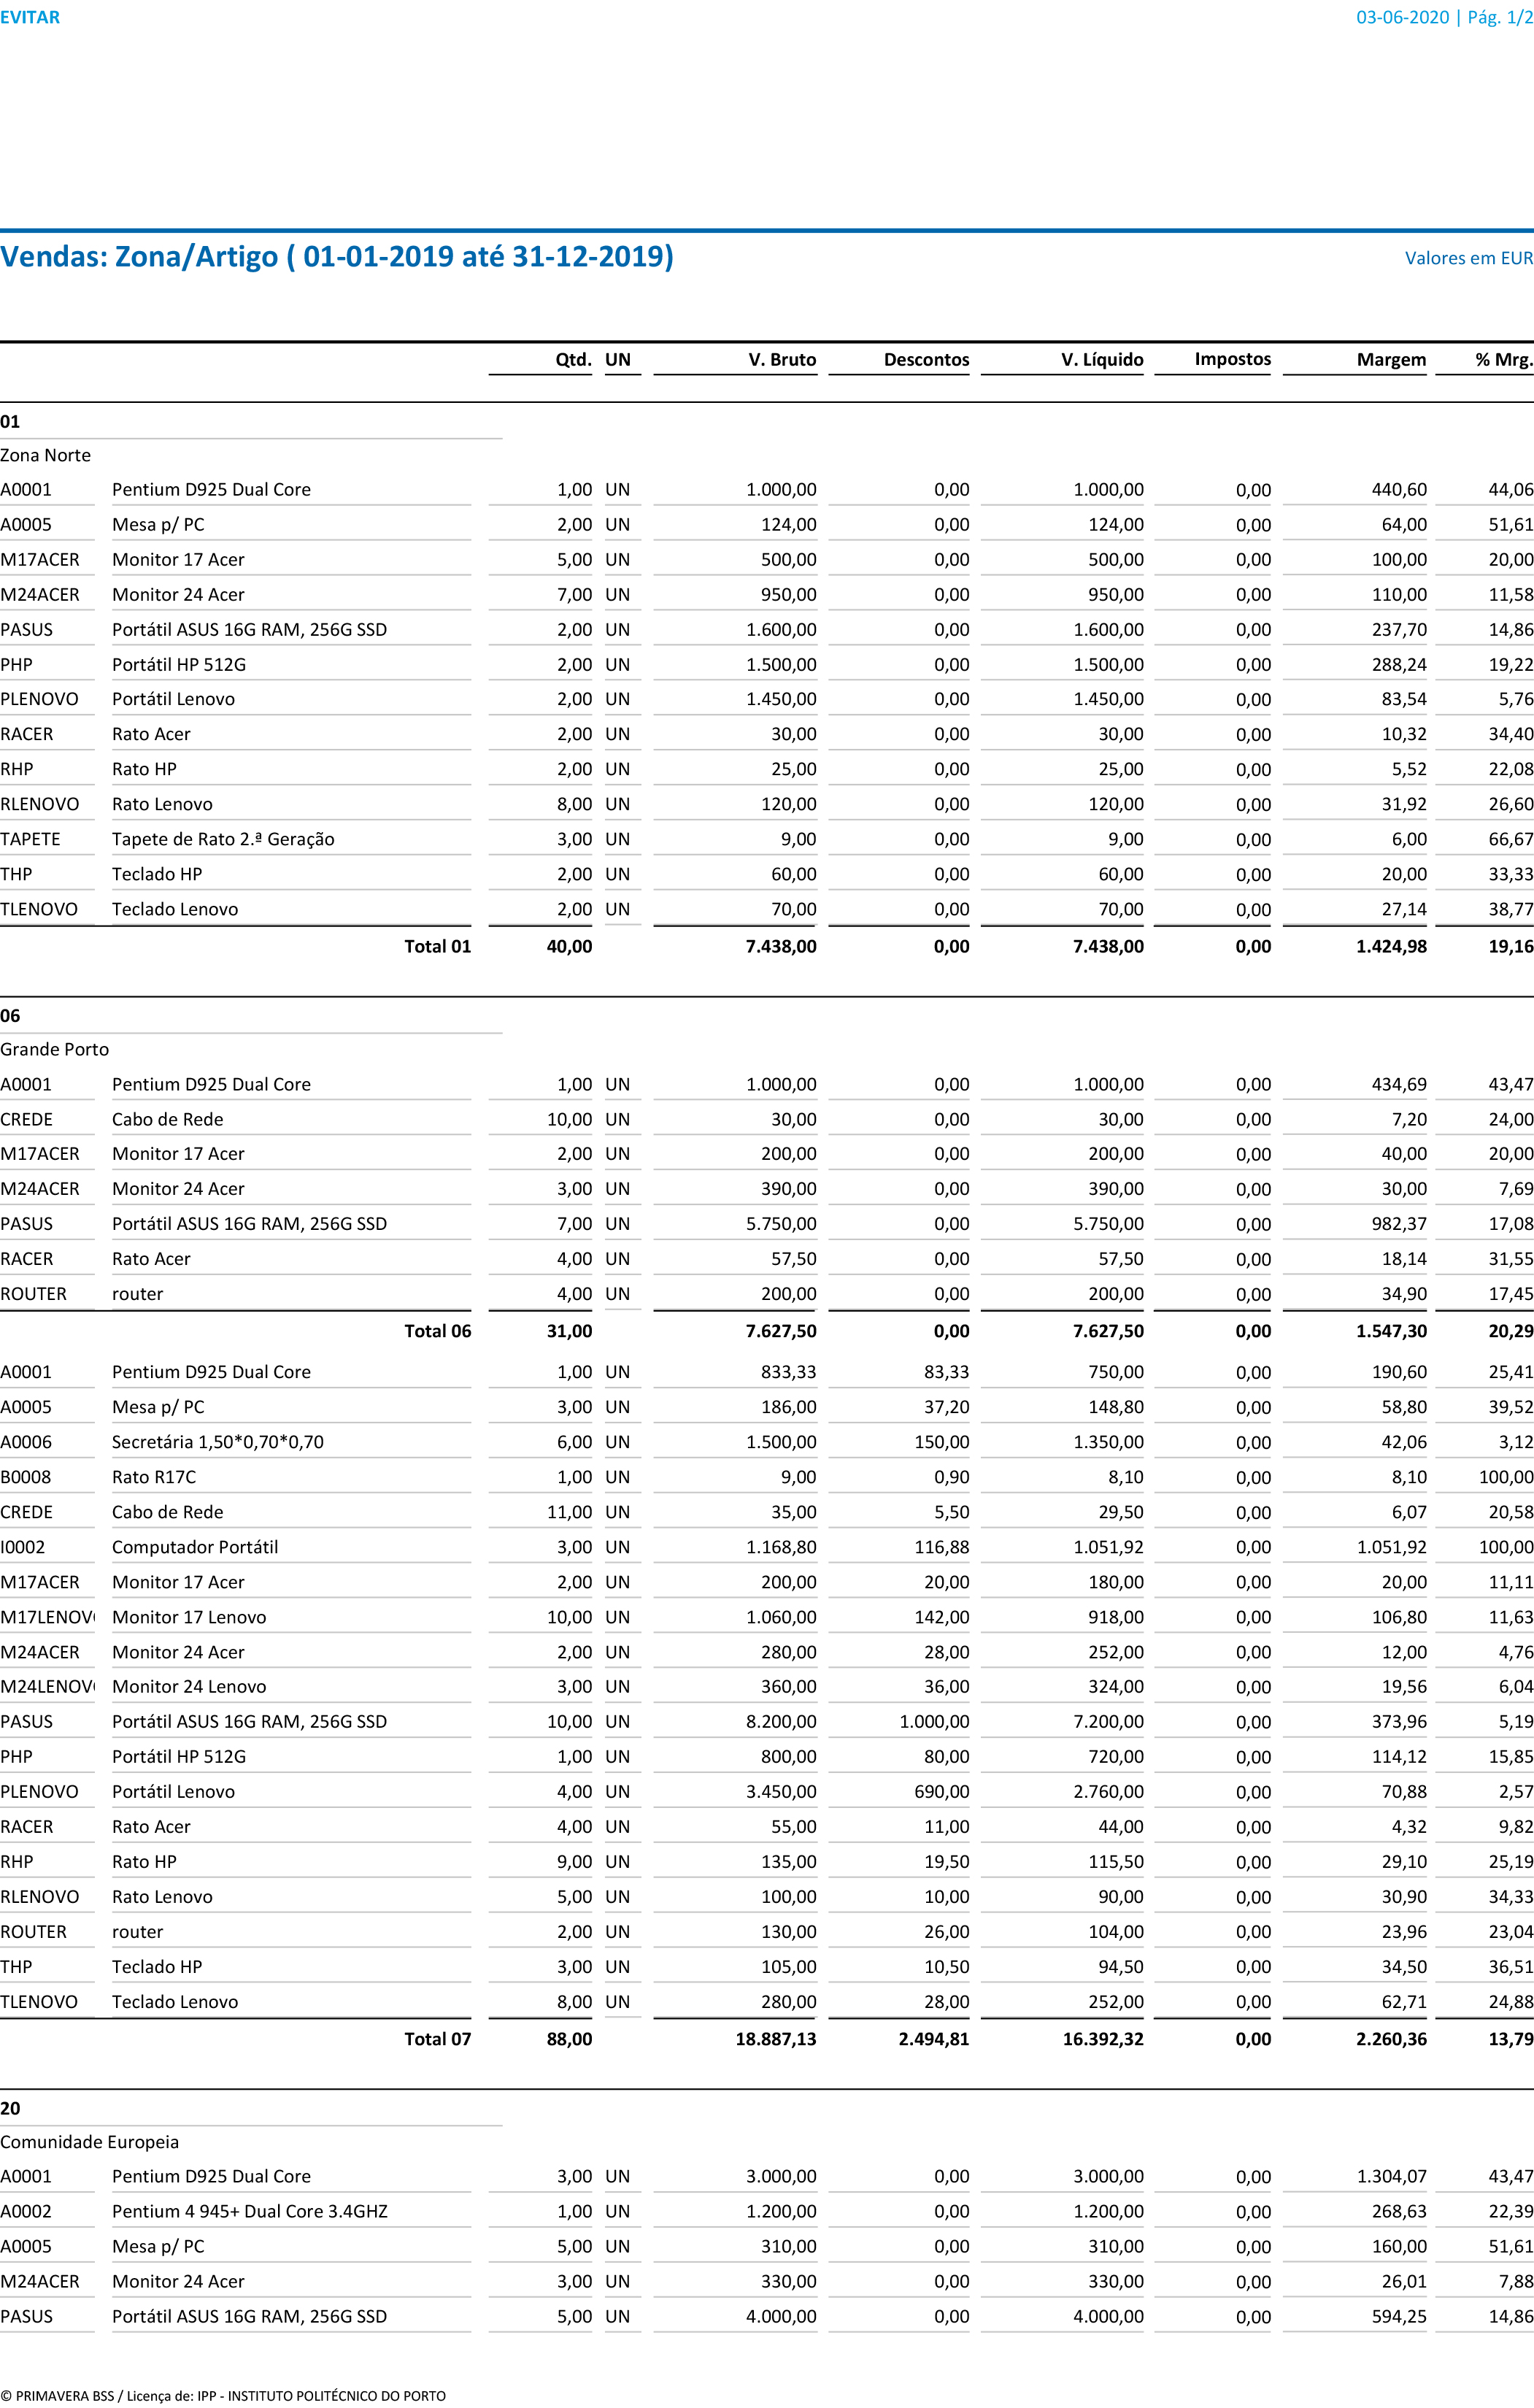 EVITAR 03-06-2020 | Pág. 1/2
Vendas: Zona/Artigo ( 01-01-2019 até 31-12-2019) Valores em EUR
Qtd. UN V. Bruto Descontos V. Líquido Impostos Margem % Mrg.
01
Zona Norte
A0001 Pentium D925 Dual Core 1,00 UN 1.000,00 0,00 1.000,00 0,00 440,60 44,06
A0005 Mesa p/ PC 2,00 UN 124,00 0,00 124,00 0,00 64,00 51,61
M17ACER Monitor 17 Acer 5,00 UN 500,00 0,00 500,00 0,00 100,00 20,00
M24ACER Monitor 24 Acer 7,00 UN 950,00 0,00 950,00 0,00 110,00 11,58
PASUS Portátil ASUS 16G RAM, 256G SSD 2,00 UN 1.600,00 0,00 1.600,00 0,00 237,70 14,86
PHP Portátil HP 512G 2,00 UN 1.500,00 0,00 1.500,00 0,00 288,24 19,22
PLENOVO Portátil Lenovo 2,00 UN 1.450,00 0,00 1.450,00 0,00 83,54 5,76
RACER Rato Acer 2,00 UN 30,00 0,00 30,00 0,00 10,32 34,40
RHP Rato HP 2,00 UN 25,00 0,00 25,00 0,00 5,52 22,08
RLENOVO Rato Lenovo 8,00 UN 120,00 0,00 120,00 0,00 31,92 26,60
TAPETE Tapete de Rato 2.ª Geração 3,00 UN 9,00 0,00 9,00 0,00 6,00 66,67
THP Teclado HP 2,00 UN 60,00 0,00 60,00 0,00 20,00 33,33
TLENOVO Teclado Lenovo 2,00 UN 70,00 0,00 70,00 0,00 27,14 38,77
Total 01 40,00 7.438,00 0,00 7.438,00 0,00 1.424,98 19,16
06
Grande Porto
A0001 Pentium D925 Dual Core 1,00 UN 1.000,00 0,00 1.000,00 0,00 434,69 43,47
CREDE Cabo de Rede 10,00 UN 30,00 0,00 30,00 0,00 7,20 24,00
M17ACER Monitor 17 Acer 2,00 UN 200,00 0,00 200,00 0,00 40,00 20,00
M24ACER Monitor 24 Acer 3,00 UN 390,00 0,00 390,00 0,00 30,00 7,69
PASUS Portátil ASUS 16G RAM, 256G SSD 7,00 UN 5.750,00 0,00 5.750,00 0,00 982,37 17,08
RACER Rato Acer 4,00 UN 57,50 0,00 57,50 0,00 18,14 31,55
ROUTER router 4,00 UN 200,00 0,00 200,00 0,00 34,90 17,45
Total 06 31,00 7.627,50 0,00 7.627,50 0,00 1.547,30 20,29
A0001 Pentium D925 Dual Core 1,00 UN 833,33 83,33 750,00 0,00 190,60 25,41
A0005 Mesa p/ PC 3,00 UN 186,00 37,20 148,80 0,00 58,80 39,52
A0006 Secretária 1,50*0,70*0,70 6,00 UN 1.500,00 150,00 1.350,00 0,00 42,06 3,12
B0008 Rato R17C 1,00 UN 9,00 0,90 8,10 0,00 8,10 100,00
CREDE Cabo de Rede 11,00 UN 35,00 5,50 29,50 0,00 6,07 20,58
I0002 Computador Portátil 3,00 UN 1.168,80 116,88 1.051,92 0,00 1.051,92 100,00
M17ACER Monitor 17 Acer 2,00 UN 200,00 20,00 180,00 0,00 20,00 11,11
M17LENOV Monitor 17 Lenovo 10,00 UN 1.060,00 142,00 918,00 0,00 106,80 11,63
M24ACER Monitor 24 Acer 2,00 UN 280,00 28,00 252,00 0,00 12,00 4,76
M24LENOV Monitor 24 Lenovo 3,00 UN 360,00 36,00 324,00 0,00 19,56 6,04
PASUS Portátil ASUS 16G RAM, 256G SSD 10,00 UN 8.200,00 1.000,00 7.200,00 0,00 373,96 5,19
PHP Portátil HP 512G 1,00 UN 800,00 80,00 720,00 0,00 114,12 15,85
PLENOVO Portátil Lenovo 4,00 UN 3.450,00 690,00 2.760,00 0,00 70,88 2,57
RACER Rato Acer 4,00 UN 55,00 11,00 44,00 0,00 4,32 9,82
RHP Rato HP 9,00 UN 135,00 19,50 115,50 0,00 29,10 25,19
RLENOVO Rato Lenovo 5,00 UN 100,00 10,00 90,00 0,00 30,90 34,33
ROUTER router 2,00 UN 130,00 26,00 104,00 0,00 23,96 23,04
THP Teclado HP 3,00 UN 105,00 10,50 94,50 0,00 34,50 36,51
TLENOVO Teclado Lenovo 8,00 UN 280,00 28,00 252,00 0,00 62,71 24,88
Total 07 88,00 18.887,13 2.494,81 16.392,32 0,00 2.260,36 13,79
20
Comunidade Europeia
A0001 Pentium D925 Dual Core 3,00 UN 3.000,00 0,00 3.000,00 0,00 1.304,07 43,47
A0002 Pentium 4 945+ Dual Core 3.4GHZ 1,00 UN 1.200,00 0,00 1.200,00 0,00 268,63 22,39
A0005 Mesa p/ PC 5,00 UN 310,00 0,00 310,00 0,00 160,00 51,61
M24ACER Monitor 24 Acer 3,00 UN 330,00 0,00 330,00 0,00 26,01 7,88
PASUS Portátil ASUS 16G RAM, 256G SSD 5,00 UN 4.000,00 0,00 4.000,00 0,00 594,25 14,86
© PRIMAVERA BSS / Licença de: IPP - INSTITUTO POLITÉCNICO DO PORTO